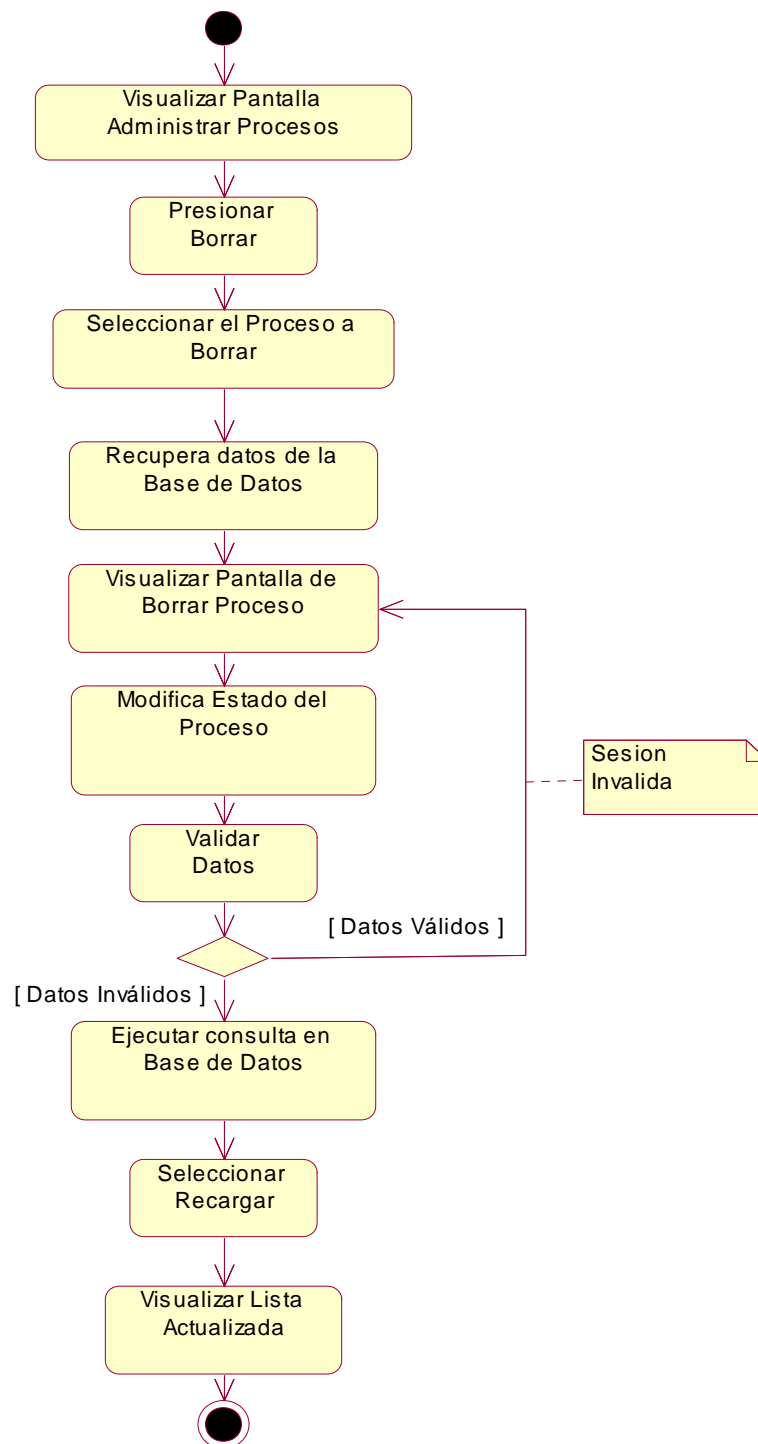 Visualizar Pantalla
Administrar Procesos
Presionar
Borrar
Seleccionar el Proceso a
Borrar
Recupera datos de la
Base de Datos
Visualizar Pantalla de
Borrar Proceso
Modifica Estado del
Proceso
Sesion
Invalida
Validar
Datos
[ Datos Válidos ]
[ Datos Inválidos ]
Ejecutar consulta en
Base de Datos
Seleccionar
Recargar
Visualizar Lista
Actualizada